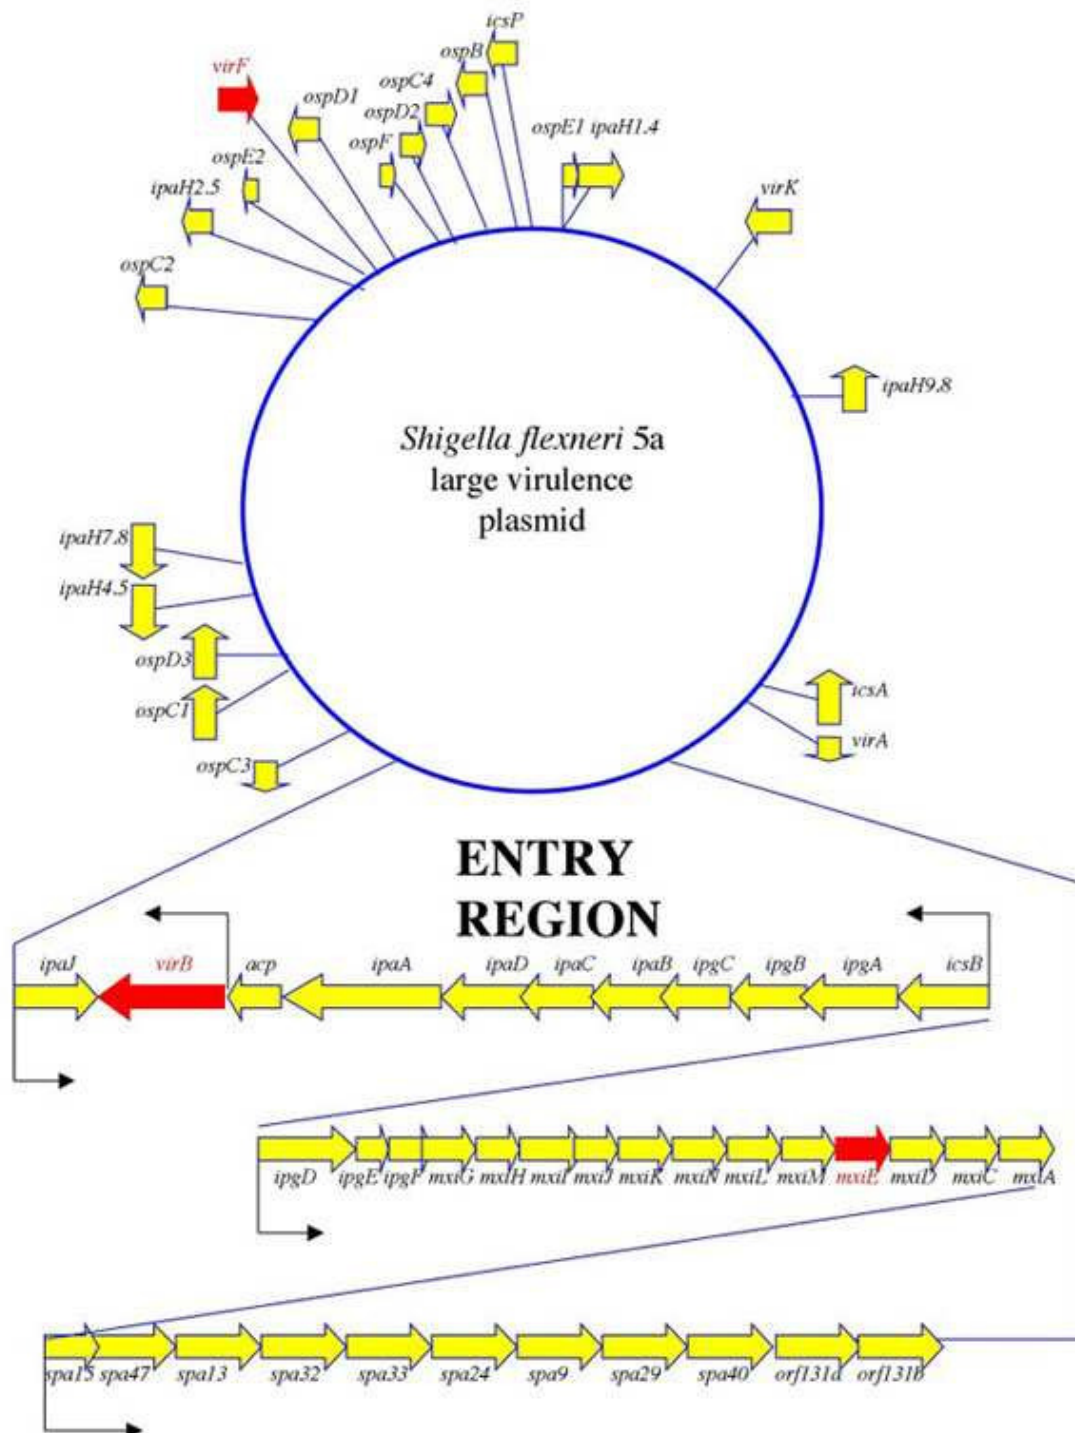 icsP
ospB
virF
ospC4
ospD1
ospD2
ospE1 ipaH1.4
ospF
ospE2
ipaH2.5
virK
ospC2
ipaH9.8
Shigella flexneri 5a
large virulence
plasmid
ipaH7.8
ipaH4.5
ospD3
icsA
ospC1
virA
ospC3
ENTRY
REGION
ipaJ virB acp ipaA ipaD ipaC ipaB ipgC ipgB ipgA icsB
ipgD ipgE ipgF mxiG mxiH mxiI mxiJ mxiK mxiN mxiL mxiM mxiE mxiD mxiC mxiA
spa15 spa47 spa13 spa32 spa33 spa24 spa9 spa29 spa40 orf131a orf131b